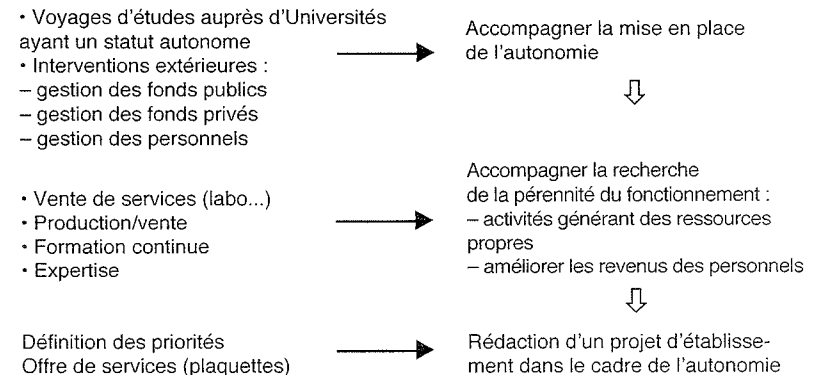 • Voyages d'études auprès d'Universités
ayant un statut autonome
• Interventions extérieures :
– gestion des fonds publics
– gestion des fonds privés
– gestion des personnels
Accompagner la mise en place
de l'autonomie
• Vente de services (labo...)
• Production/vente
• Formation continue
• Expertise
Accompagner la recherche
de la pérennité du fonctionnement :
– activités générant des ressources
propres
– améliorer les revenus des personnels
Définition des priorités
Offre de services (plaquettes)
Rédaction d'un projet d'établisse-
ment dans le cadre de l'autonomie